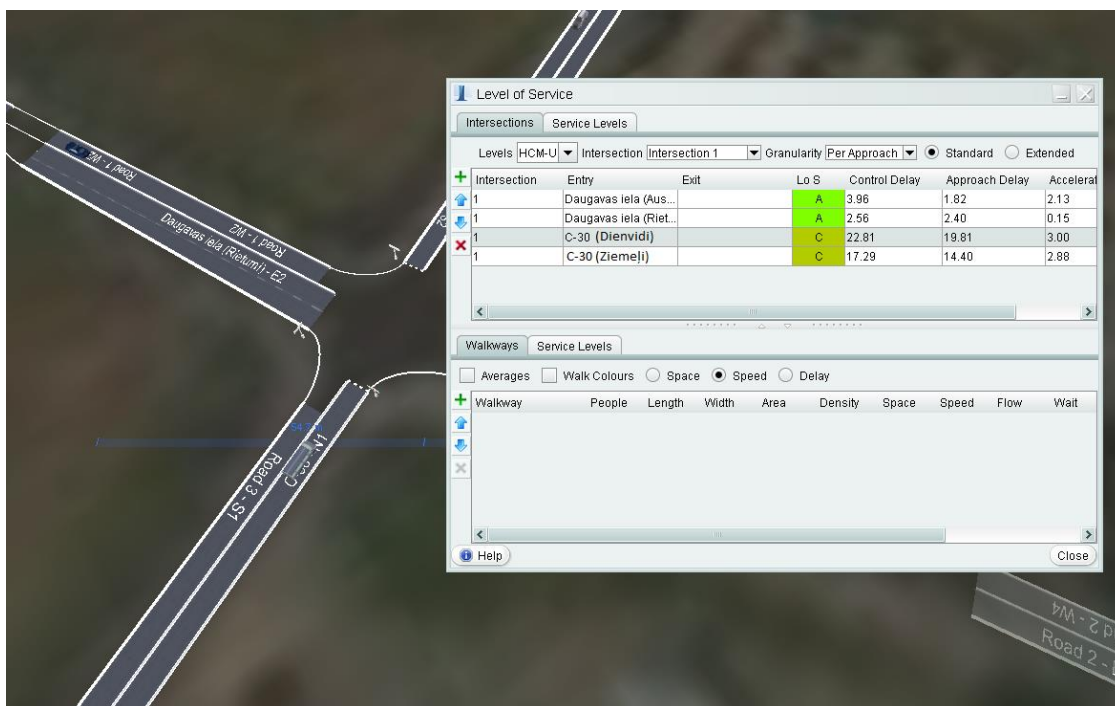 Level of Service
Intersections Service Levels
Levels HCM-U Intersection Intersection 1 Granularity Per Approach Standard Extended
Intersection Entry Exit Lo S Control Delay Approach Delay Accelerat
1 Daugavas iela (Aus... A 3.96 1.82 2.13
1 Daugavas iela (Riet... A 2.56 2.40 0.15
1 C-30 (Dienvidi) C 22.81 19.81 3.00
1 C-30 (Ziemeļi) C 17.29 14.40 2.88
Walkways Service Levels
Averages Walk Colours Space Speed Delay
Walkway People Length Width Area Density Space Speed Flow Wait
Help Close
Road 1 - W2
Road 1 - W2
Daugavas iela (Rietumi) - E2
Road 3 - S1
d 2 - W4
Road 2 -